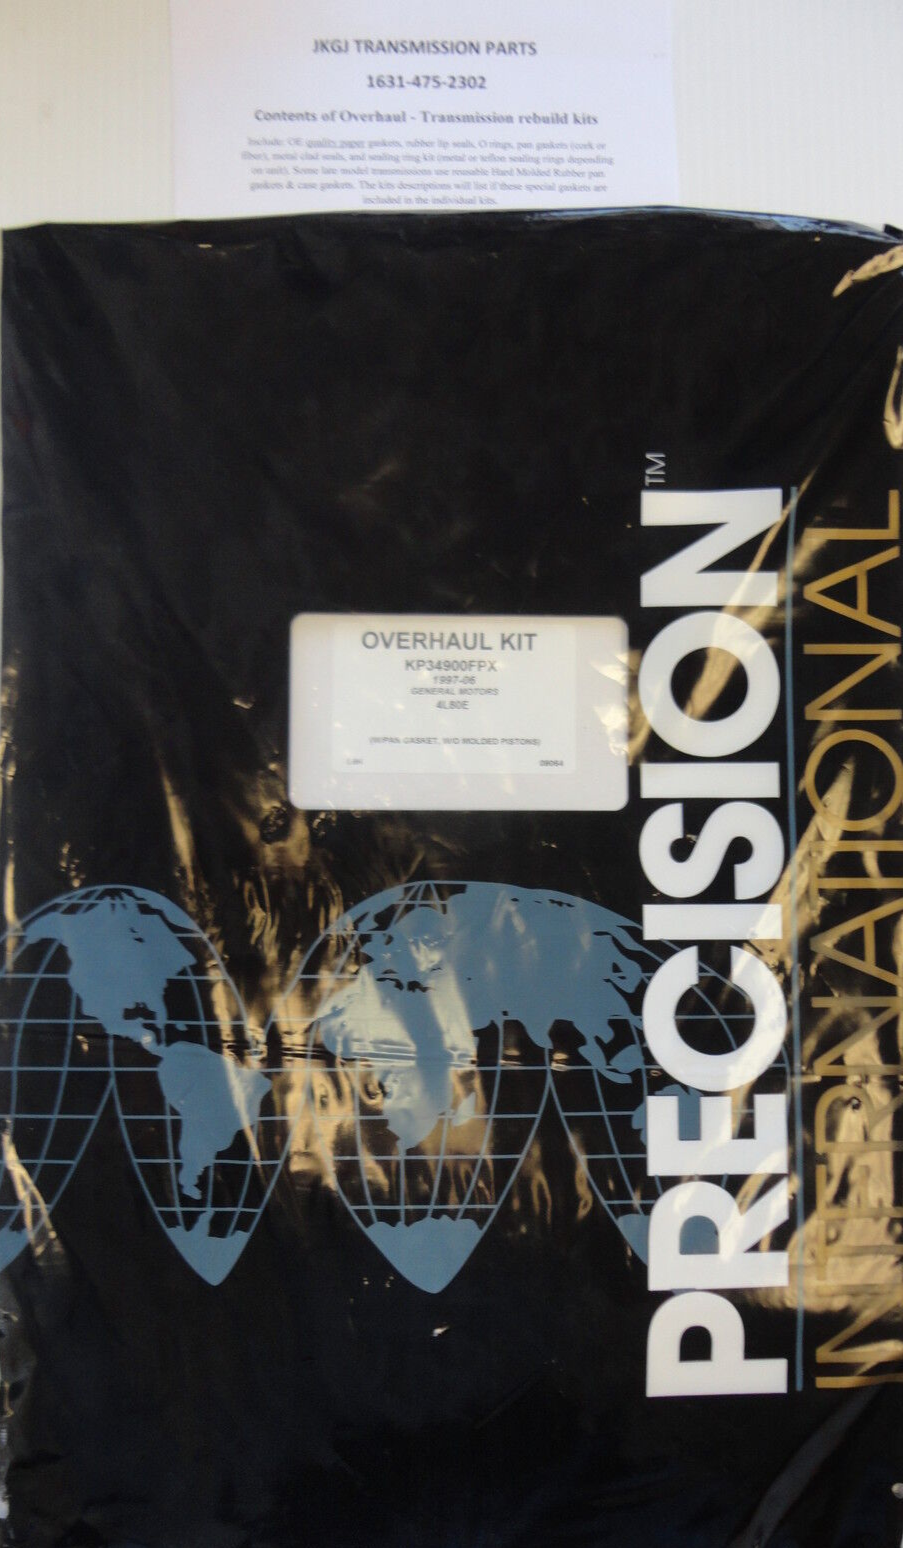 JKGJ TRANSMISSION PARTS
1631-475-2302
Contents of Overhaul - Transmission rebuild kits
Include: OE quality paper gaskets, rubber lip seals, O rings, pan gaskets (cork or
fiber), metal clad seals, and sealing ring kit (metal or teflon sealing rings depending
on unit). Some late model transmissions use reusable Hard Molded Rubber pan
gaskets & case gaskets. The kits descriptions will list if these special gaskets are
included in the individual kits.
OVERHAUL KIT
KP34900FPX
1997-06
GENERAL MOTORS
4L80E
(W/PAN GASKET, W/O MOLDED PISTONS)
09064
PRECISION™
INTERNATIONAL